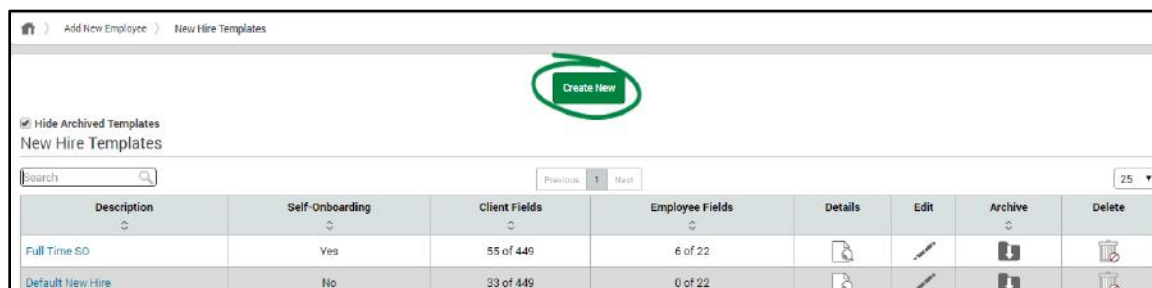 Add New Employee New Hire Templates
Create New
Hide Archived Templates
New Hire Templates
Search Previous 1 Next 25
Description Self-Onboarding Client Fields Employee Fields Details Edit Archive Delete
Full Time SO Yes 55 of 449 6 of 22
Default New Hire No 33 of 449 0 of 22